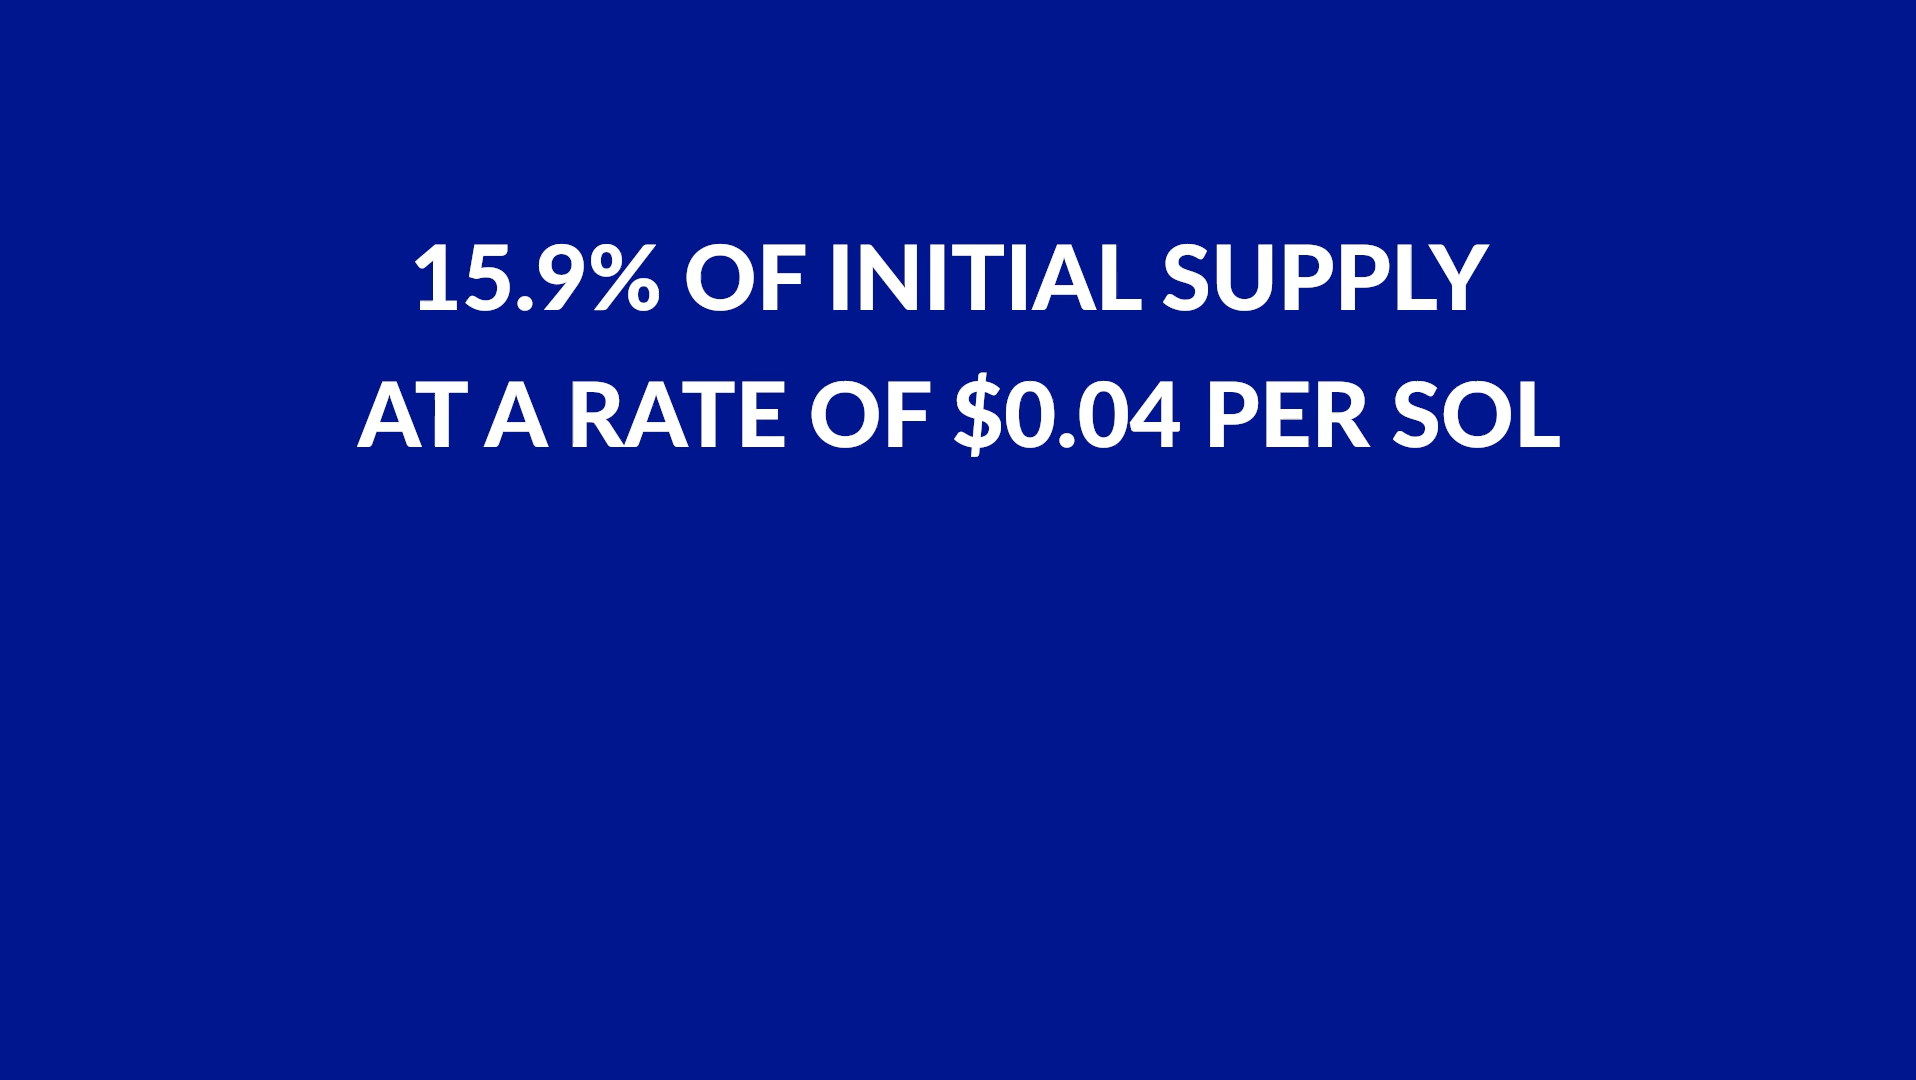 15.9% OF INITIAL SUPPLY
AT A RATE OF $0.04 PER SOL